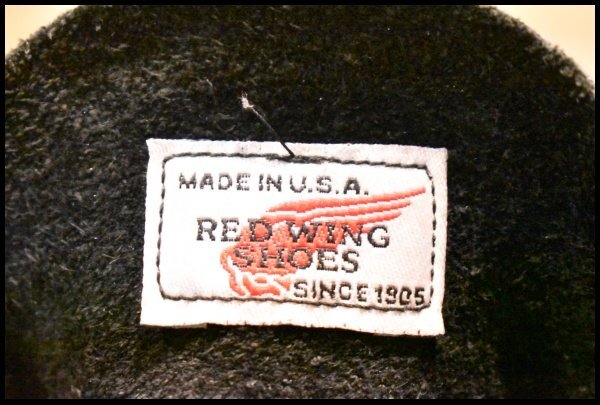 MADE IN U.S.A.
RED WING
SHOES
SINCE 1905